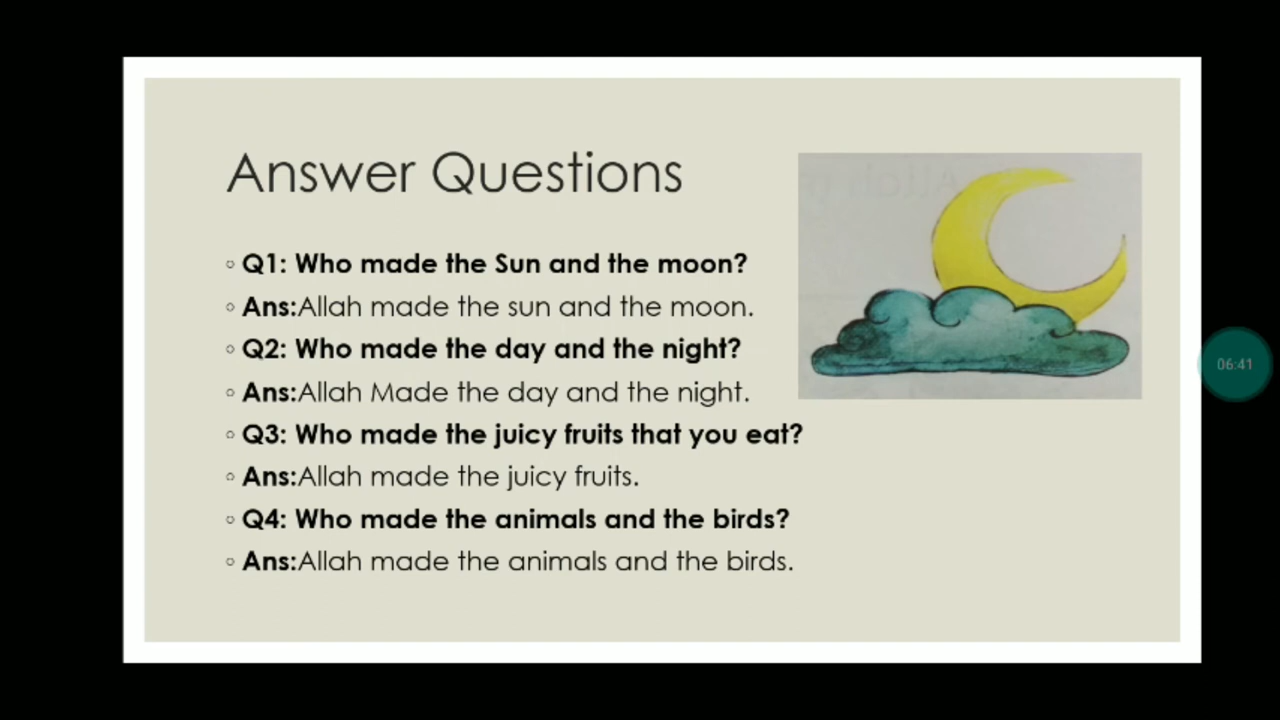 Answer Questions
Q1: Who made the Sun and the moon?
Ans:Allah made the sun and the moon.
Q2: Who made the day and the night?
Ans:Allah Made the day and the night.
Q3: Who made the juicy fruits that you eat?
Ans:Allah made the juicy fruits.
Q4: Who made the animals and the birds?
Ans:Allah made the animals and the birds.
06:41